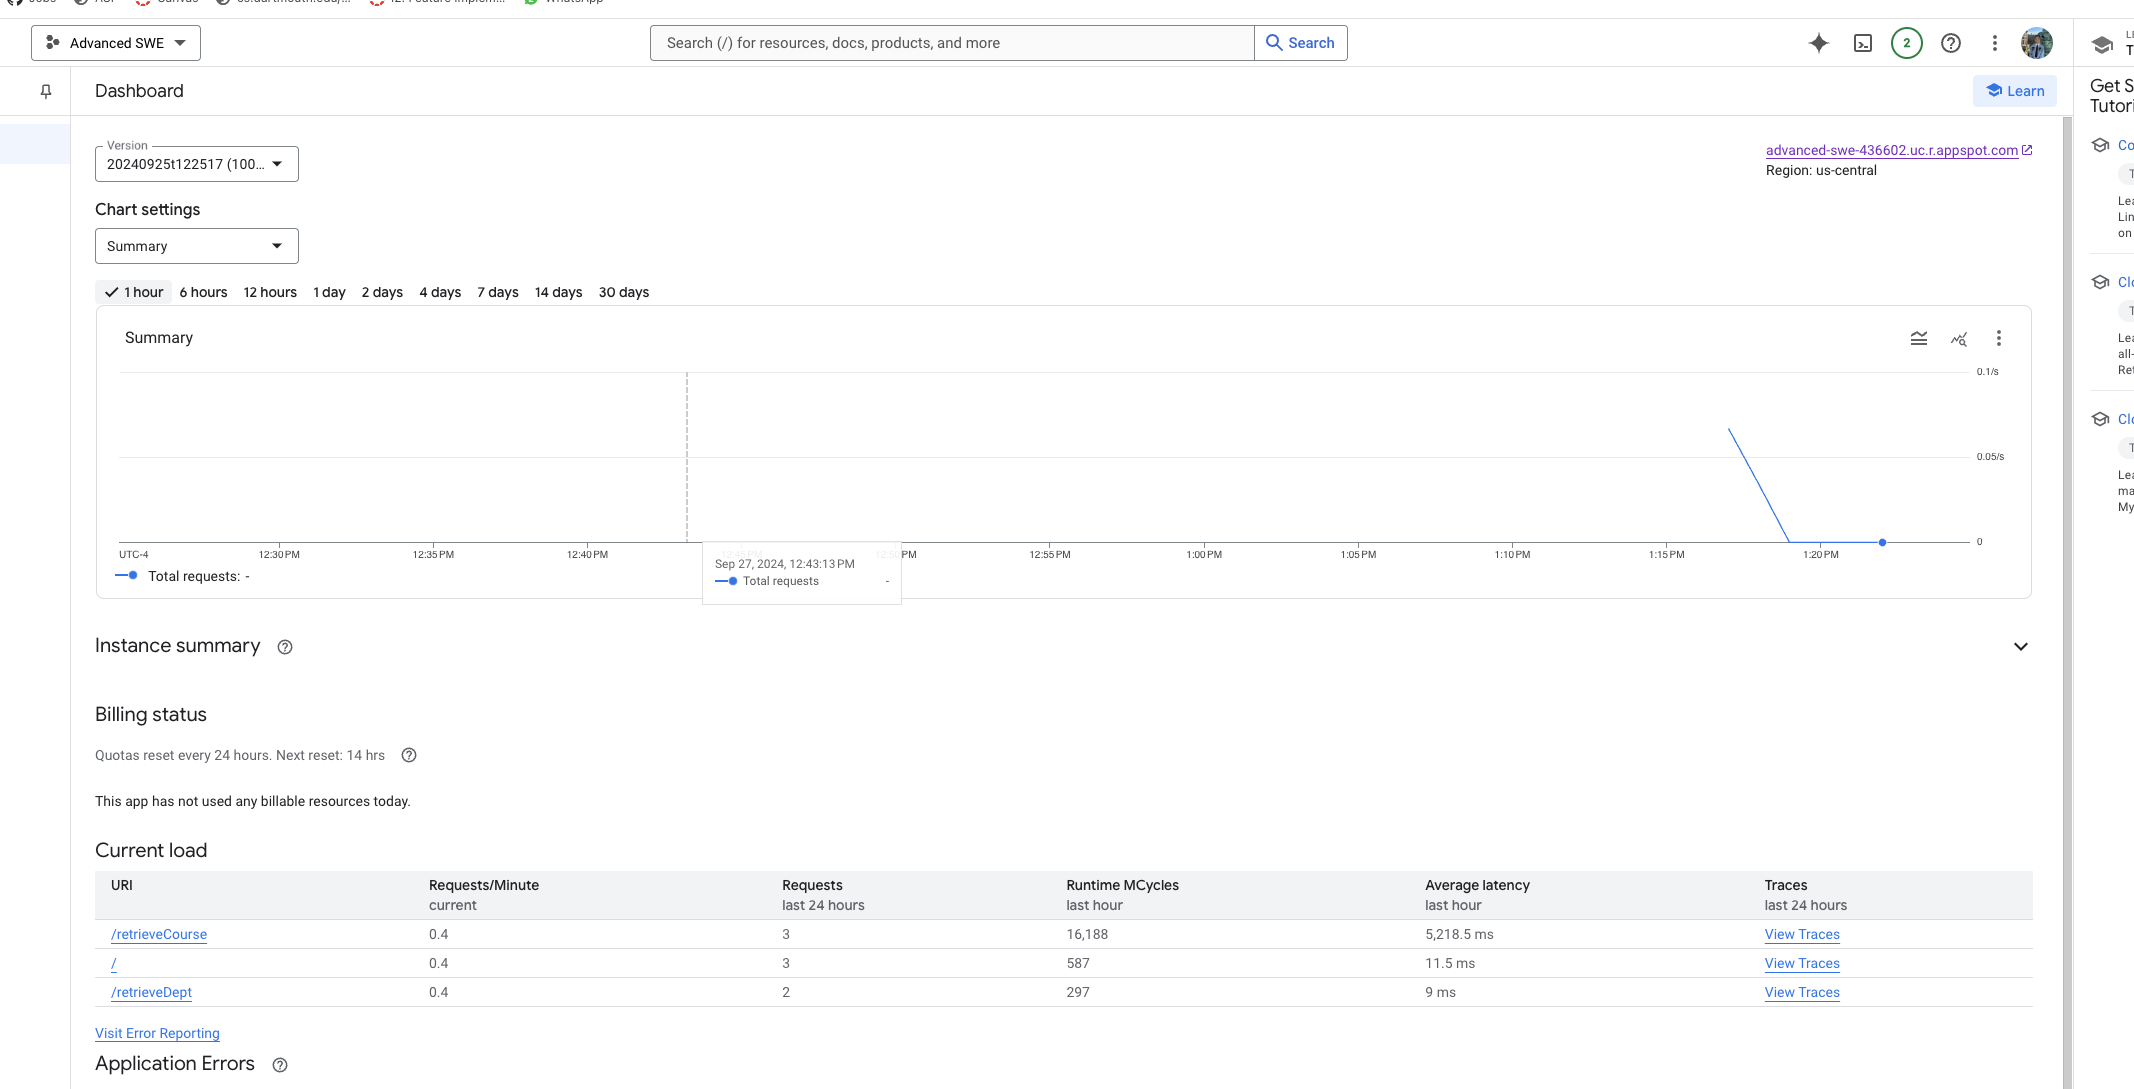 WhatsApp
Advanced SWE
Search (/) for resources, docs, products, and more
Search
2
Dashboard
Learn
Get S
Tutori
Version
20240925t122517 (100...
advanced-swe-436602.uc.r.appspot.com
Region: us-central
Chart settings
Summary
1 hour 6 hours 12 hours 1 day 2 days 4 days 7 days 14 days 30 days
Summary
0.1/s
0.05/s
0
UTC-4 12:30 PM 12:35 PM 12:40 PM 12:45 PM 12:50 PM 12:55 PM 1:00 PM 1:05 PM 1:10 PM 1:15 PM 1:20 PM
Total requests: -
Sep 27, 2024, 12:43:13 PM
Total requests -
Instance summary
Billing status
Quotas reset every 24 hours. Next reset: 14 hrs
This app has not used any billable resources today.
Current load
URI Requests/Minute Requests Runtime MCycles Average latency Traces
current last 24 hours last hour last hour last 24 hours
/retrieveCourse 0.4 3 16,188 5,218.5 ms View Traces
/ 0.4 3 587 11.5 ms View Traces
/retrieveDept 0.4 2 297 9 ms View Traces
Visit Error Reporting
Application Errors
Co
T
Lea
Lin
on
Clo
T
Lea
all-
Ret
Clo
T
Lea
ma
My